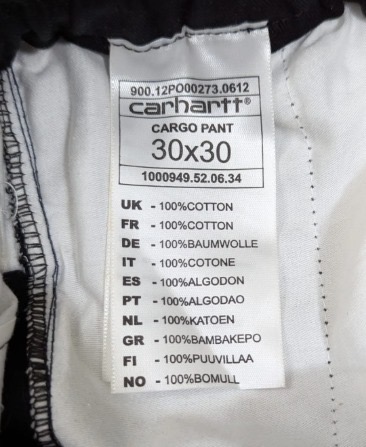 900.12PO00273.0612
carhartt®
CARGO PANT
30x30
1000949.52.06.34
UK - 100%COTTON
FR - 100%COTTON
DE - 100%BAUMWOLLE
IT - 100%COTONE
ES - 100%ALGODON
PT - 100%ALGODAO
NL - 100%KATOEN
GR - 100%BAMBAKEPO
FI - 100%PUUVILLAA
NO - 100%BOMULL